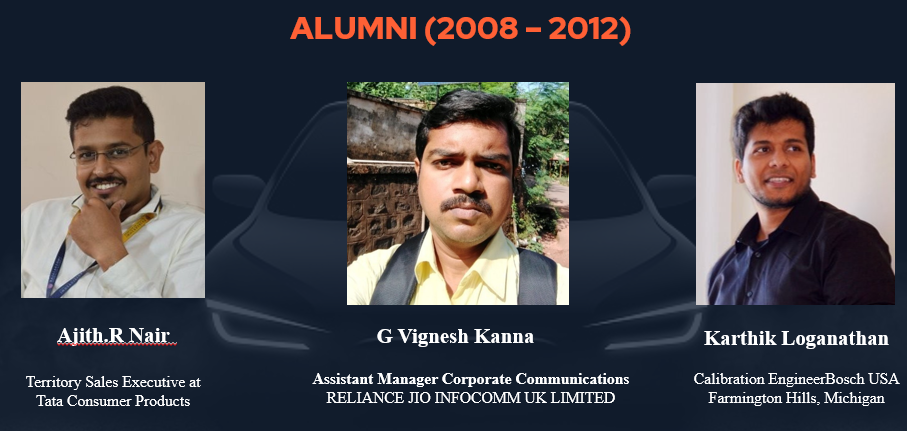 ALUMNI (2008 – 2012)
Ajith.R Nair
Territory Sales Executive at
Tata Consumer Products
G Vignesh Kanna
Assistant Manager Corporate Communications
RELIANCE JIO INFOCOMM UK LIMITED
Karthik Loganathan
Calibration EngineerBosch USA
Farmington Hills, Michigan